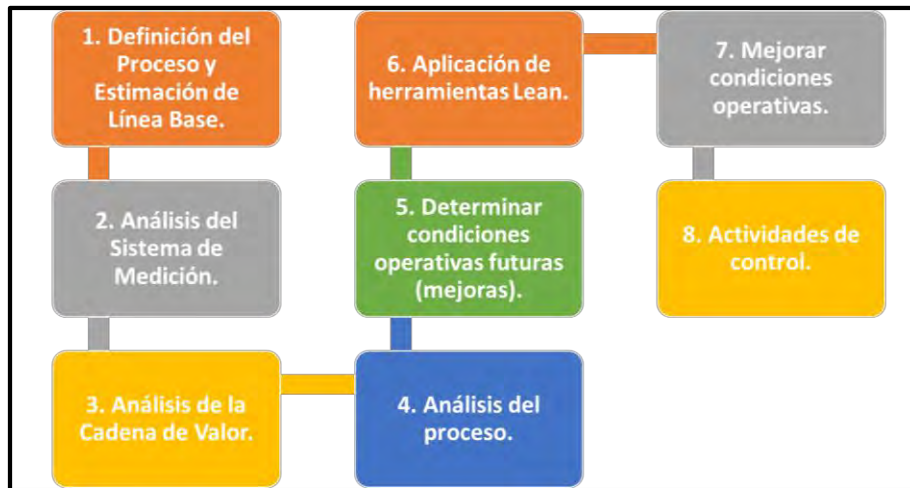 1. Definición del
Proceso y
Estimación de
Línea Base.
2. Análisis del
Sistema de
Medición.
3. Análisis de la
Cadena de Valor.
4. Análisis del
proceso.
5. Determinar
condiciones
operativas futuras
(mejoras).
6. Aplicación de
herramientas Lean.
7. Mejorar
condiciones
operativas.
8. Actividades de
control.